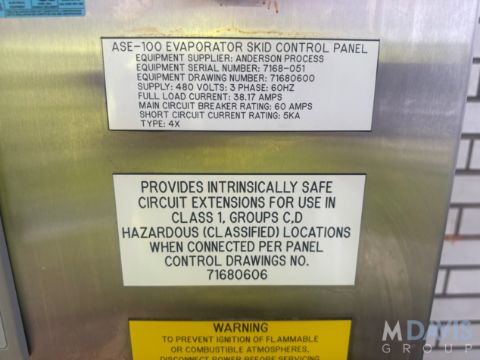 ASE-100 EVAPORATOR SKID CONTROL PANEL
EQUIPMENT SUPPLIER: ANDERSON PROCESS
EQUIPMENT SERIAL NUMBER: 7168-051
EQUIPMENT DRAWING NUMBER: 71680600
SUPPLY: 480 VOLTS: 3 PHASE: 60HZ
FULL LOAD CURRENT: 38.17 AMPS
MAIN CIRCUIT BREAKER RATING: 60 AMPS
SHORT CIRCUIT CURRENT RATING: 5KA
TYPE: 4X
PROVIDES INTRINSICALLY SAFE
CIRCUIT EXTENSIONS FOR USE IN
CLASS 1, GROUPS C,D
HAZARDOUS (CLASSIFIED) LOCATIONS
WHEN CONNECTED PER PANEL
CONTROL DRAWINGS NO.
71680606
WARNING
TO PREVENT IGNITION OF FLAMMABLE
OR COMBUSTIBLE ATMOSPHERES,
DISCONNECT POWER BEFORE SERVICING
MDAVIS
GROUP